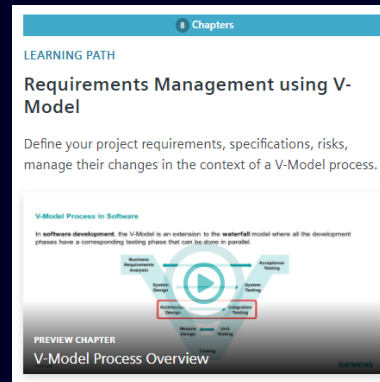 8 Chapters
LEARNING PATH
Requirements Management using V-
Model
Define your project requirements, specifications, risks,
manage their changes in the context of a V-Model process.
V-Model Process in Software
In software development, the V-Model is an extension to the waterfall model where all the development
phases have a corresponding testing phase that can be done in parallel.
Business
Requirements
Analysis
Acceptance
Testing
System
Design
System
Testing
Architecture
Design
Integration
Testing
Module
Design
Unit
Testing
Coding
PREVIEW CHAPTER
V-Model Process Overview
SIEMENS